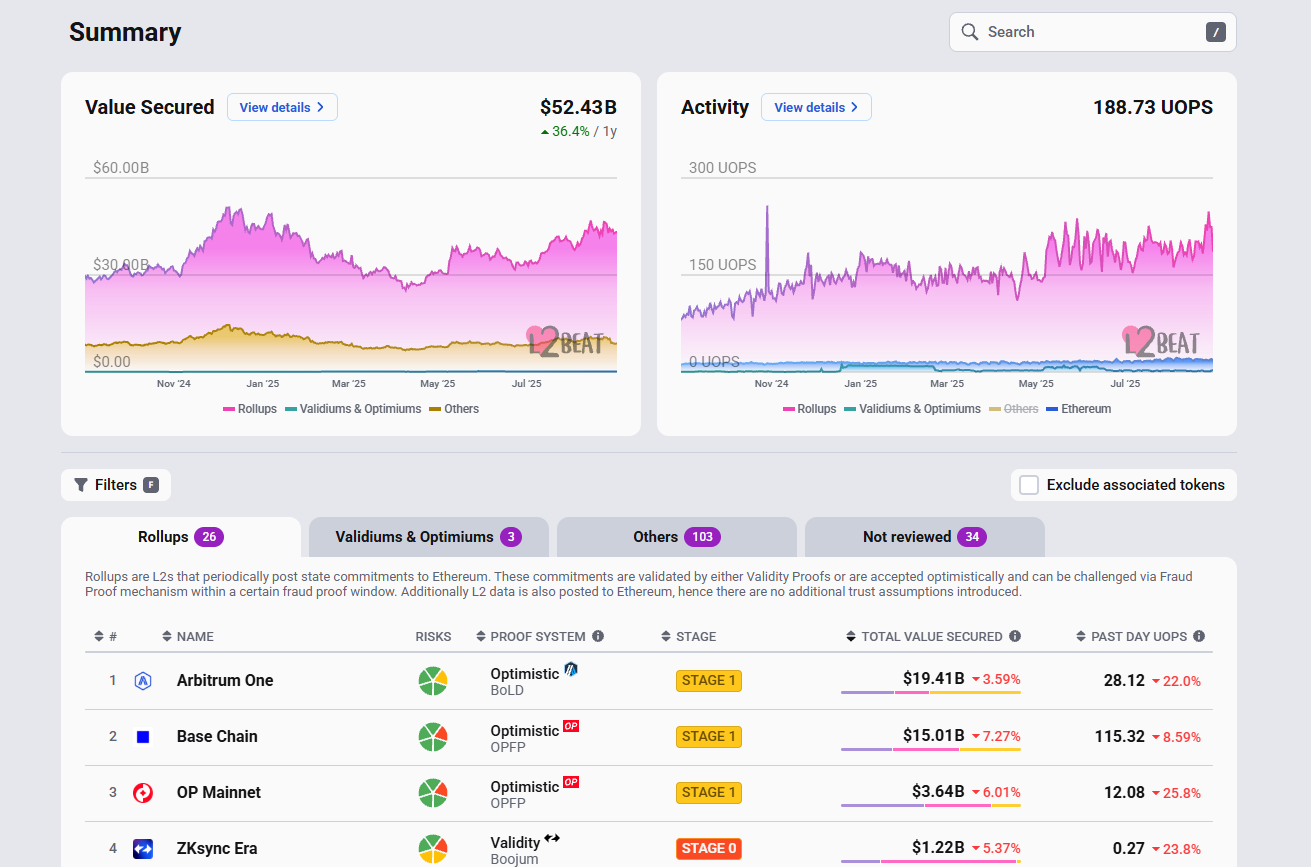 Summary
Search /
Value Secured View details $52.43B
36.4% / 1y
$60.00B
$30.00B
$0.00
L2BEAT
Nov '24 Jan '25 Mar '25 May '25 Jul '25
Rollups Validiums & Optimiums Others
Activity View details 188.73 UOPS
300 UOPS
150 UOPS
0 UOPS
L2BEAT
Nov '24 Jan '25 Mar '25 May '25 Jul '25
Rollups Validiums & Optimiums Others Ethereum
Filters F Exclude associated tokens
Rollups 26 Validiums & Optimiums 3 Others 103 Not reviewed 34
Rollups are L2s that periodically post state commitments to Ethereum. These commitments are validated by either Validity Proofs or are accepted optimistically and can be challenged via Fraud
Proof mechanism within a certain fraud proof window. Additionally L2 data is also posted to Ethereum, hence there are no additional trust assumptions introduced.
# NAME RISKS PROOF SYSTEM STAGE TOTAL VALUE SECURED PAST DAY UOPS
1 Arbitrum One Optimistic STAGE 1 $19.41B 3.59% 28.12 22.0%
BoLD
2 Base Chain Optimistic OP STAGE 1 $15.01B 7.27% 115.32 8.59%
OPFP
3 OP Mainnet Optimistic OP STAGE 1 $3.64B 6.01% 12.08 25.8%
OPFP
4 ZKsync Era Validity STAGE 0 $1.22B 5.37% 0.27 23.8%
Boojum